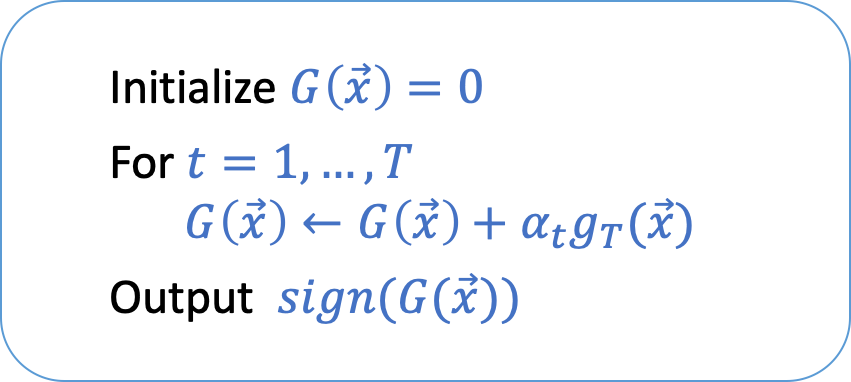 Initialize G(x⃗) = 0
For t = 1, ... , T
G(x⃗) ← G(x⃗) + α_t g_T(x⃗)
Output sign(G(x⃗))